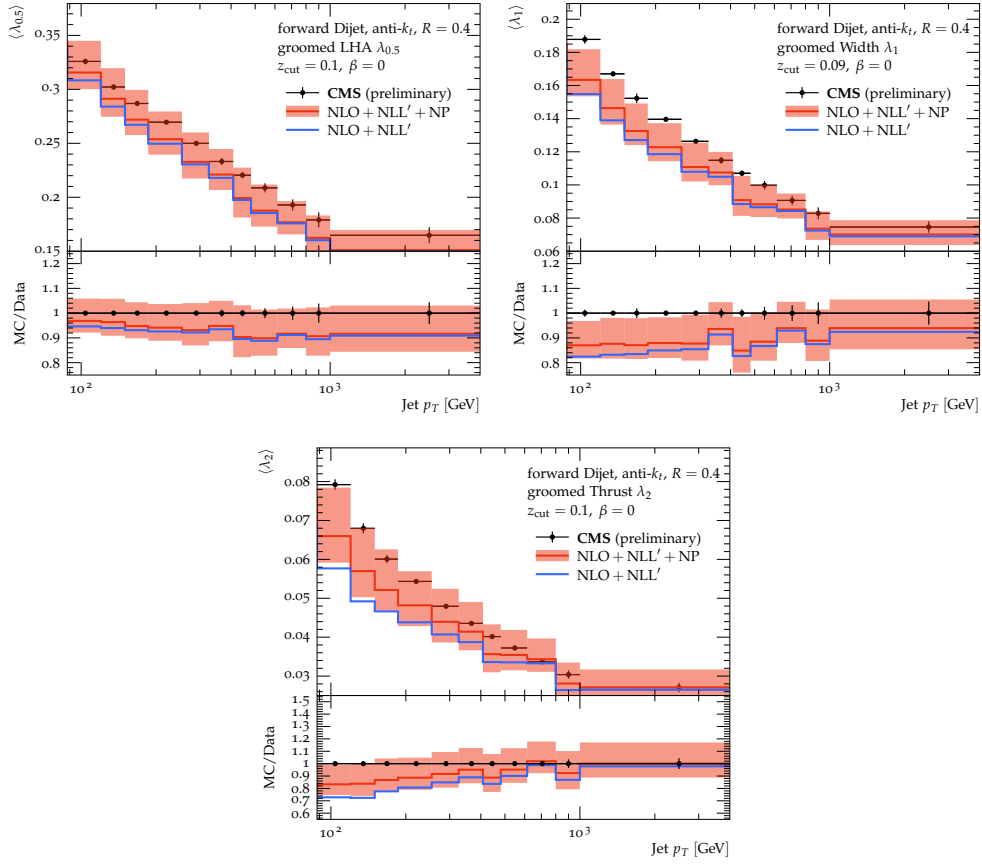 ⟨λ0.5⟩
forward Dijet, anti-kt, R = 0.4
groomed LHA λ0.5
zcut = 0.1, β = 0
CMS (preliminary)
NLO + NLL′ + NP
NLO + NLL′
0.35
0.3
0.25
0.2
0.15
MC/Data
1.2
1.1
1
0.9
0.8
10²
10³
Jet pT [GeV]
⟨λ1⟩
forward Dijet, anti-kt, R = 0.4
groomed Width λ1
zcut = 0.09, β = 0
CMS (preliminary)
NLO + NLL′ + NP
NLO + NLL′
0.2
0.18
0.16
0.14
0.12
0.1
0.08
0.06
MC/Data
1.2
1.1
1
0.9
0.8
10²
10³
Jet pT [GeV]
⟨λ2⟩
forward Dijet, anti-kt, R = 0.4
groomed Thrust λ2
zcut = 0.1, β = 0
CMS (preliminary)
NLO + NLL′ + NP
NLO + NLL′
0.08
0.07
0.06
0.05
0.04
0.03
MC/Data
1.5
1.4
1.3
1.2
1.1
1.0
0.9
0.8
0.7
0.6
10²
10³
Jet pT [GeV]